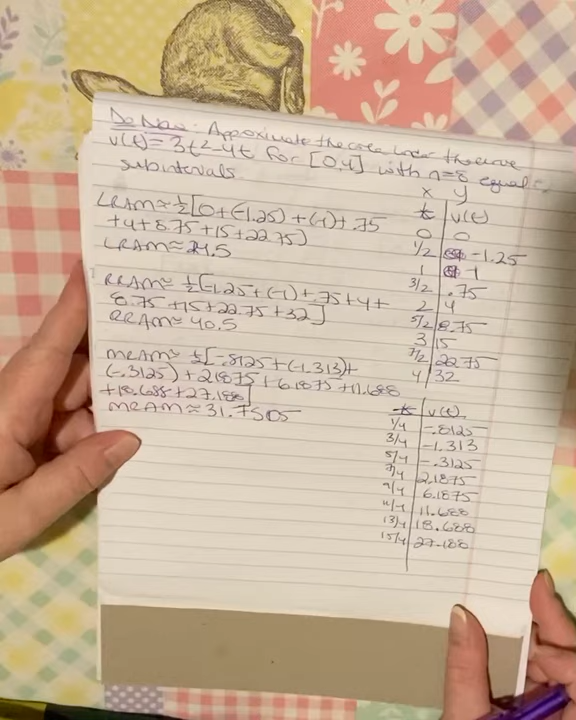 Do Now: Approximate the area under the curve
v(t)=3t²-4t for [0,4] with n=8 equal
subintervals.
x y
t v(t)
0 0
1/2 -1.25
1 -1
3/2 .75
2 4
5/2 8.75
3 15
7/2 22.75
4 32
LRAM≈½[0+(-1.25)+(-1)+.75
+4+8.75+15+22.75]
LRAM≈24.5
RRAM≈½[-1.25+(-1)+.75+4+
8.75+15+22.75+32]
RRAM≈40.5
MRAM≈½[-.8125+(-1.313)+
(-.3125)+2.1875+6.1875+11.688
+18.688+27.188]
MRAM≈31.7505
t v(t)
1/4 -.8125
3/4 -1.313
5/4 -.3125
7/4 2.1875
9/4 6.1875
11/4 11.688
13/4 18.688
15/4 27.188